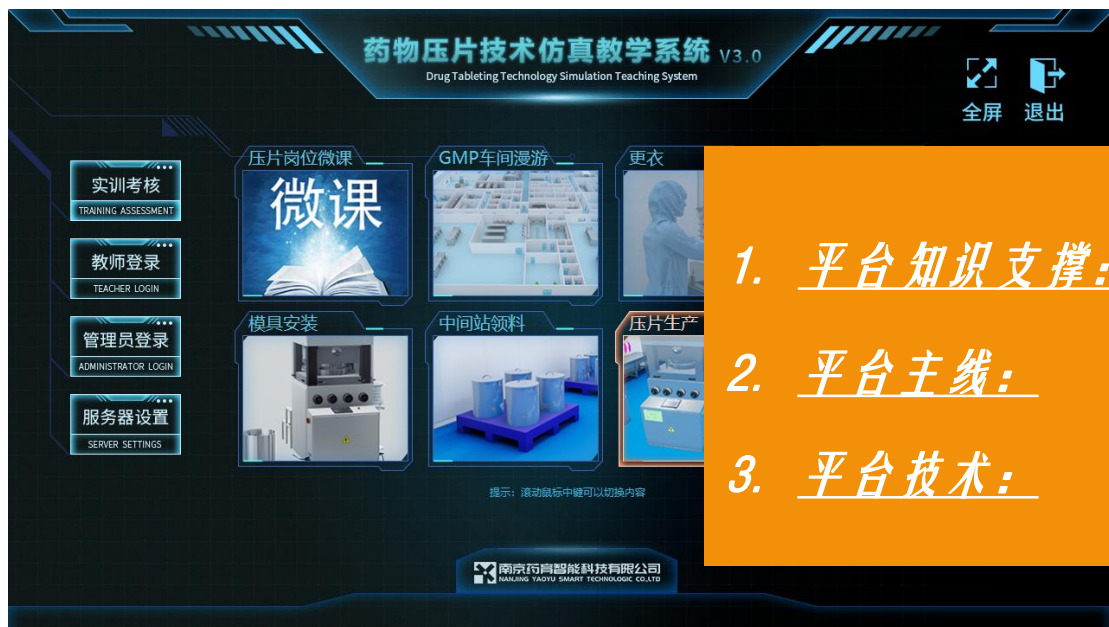 药物压片技术仿真教学系统 V3.0
Drug Tableting Technology Simulation Teaching System
全屏 退出
实训考核
TRAINING ASSESSMENT
教师登录
TEACHER LOGIN
管理员登录
ADMINISTRATOR LOGIN
服务器设置
SERVER SETTINGS
压片岗位微课
微课
GMP车间漫游
更衣
模具安装
中间站领料
压片生产
提示：滚动鼠标中键可以切换内容
南京药育智能科技有限公司
NANJING YAOYU SMART TECHNOLOGIC CO.,LTD
1. 平台知识支撑：
2. 平台主线：
3. 平台技术：